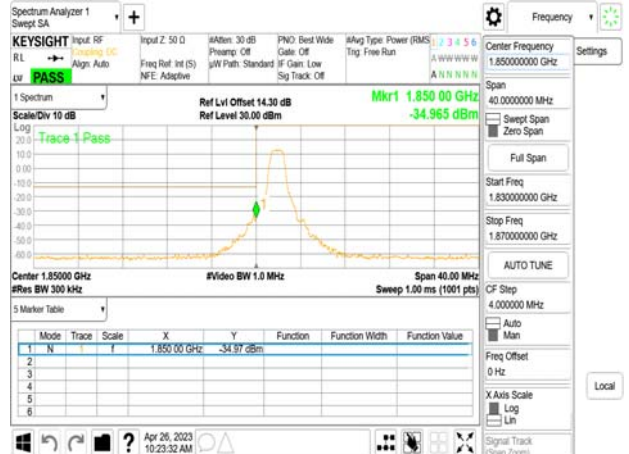 Spectrum Analyzer 1
Swept SA
+
Frequency
KEYSIGHT Input: RF Input Z: 50 Ω #Atten: 30 dB PNO: Best Wide #Avg Type: Power (RMS 1 2 3 4 5 6
RL Coupling: DC Preamp: Off Gate: Off Trig: Free Run
Align: Auto Freq Ref: Int (S) µW Path: Standard IF Gain: Low A WWWWW
PASS NFE: Adaptive Sig Track: Off A N N N N N
1 Spectrum
Ref Lvl Offset 14.30 dB Mkr1 1.850 00 GHz
Scale/Div 10 dB Ref Level 30.00 dBm -34.965 dBm
Log
Trace 1 Pass
20.0
10.0
0.00
-10.0
-20.0
-30.0
-40.0
-50.0
-60.0
1
Center 1.85000 GHz #Video BW 1.0 MHz Span 40.00 MHz
#Res BW 300 kHz Sweep 1.00 ms (1001 pts)
5 Marker Table
Mode Trace Scale X Y Function Function Width Function Value
1 N 1 f 1.850 00 GHz -34.97 dBm
2
3
4
5
6
?
Apr 26, 2023
10:23:32 AM
Center Frequency
1.850000000 GHz
Settings
Span
40.0000000 MHz
Swept Span
Zero Span
Full Span
Start Freq
1.830000000 GHz
Stop Freq
1.870000000 GHz
AUTO TUNE
CF Step
4.000000 MHz
Auto
Man
Freq Offset
0 Hz
X Axis Scale
Log
Lin
Local
Signal Track
(Span Zoom)